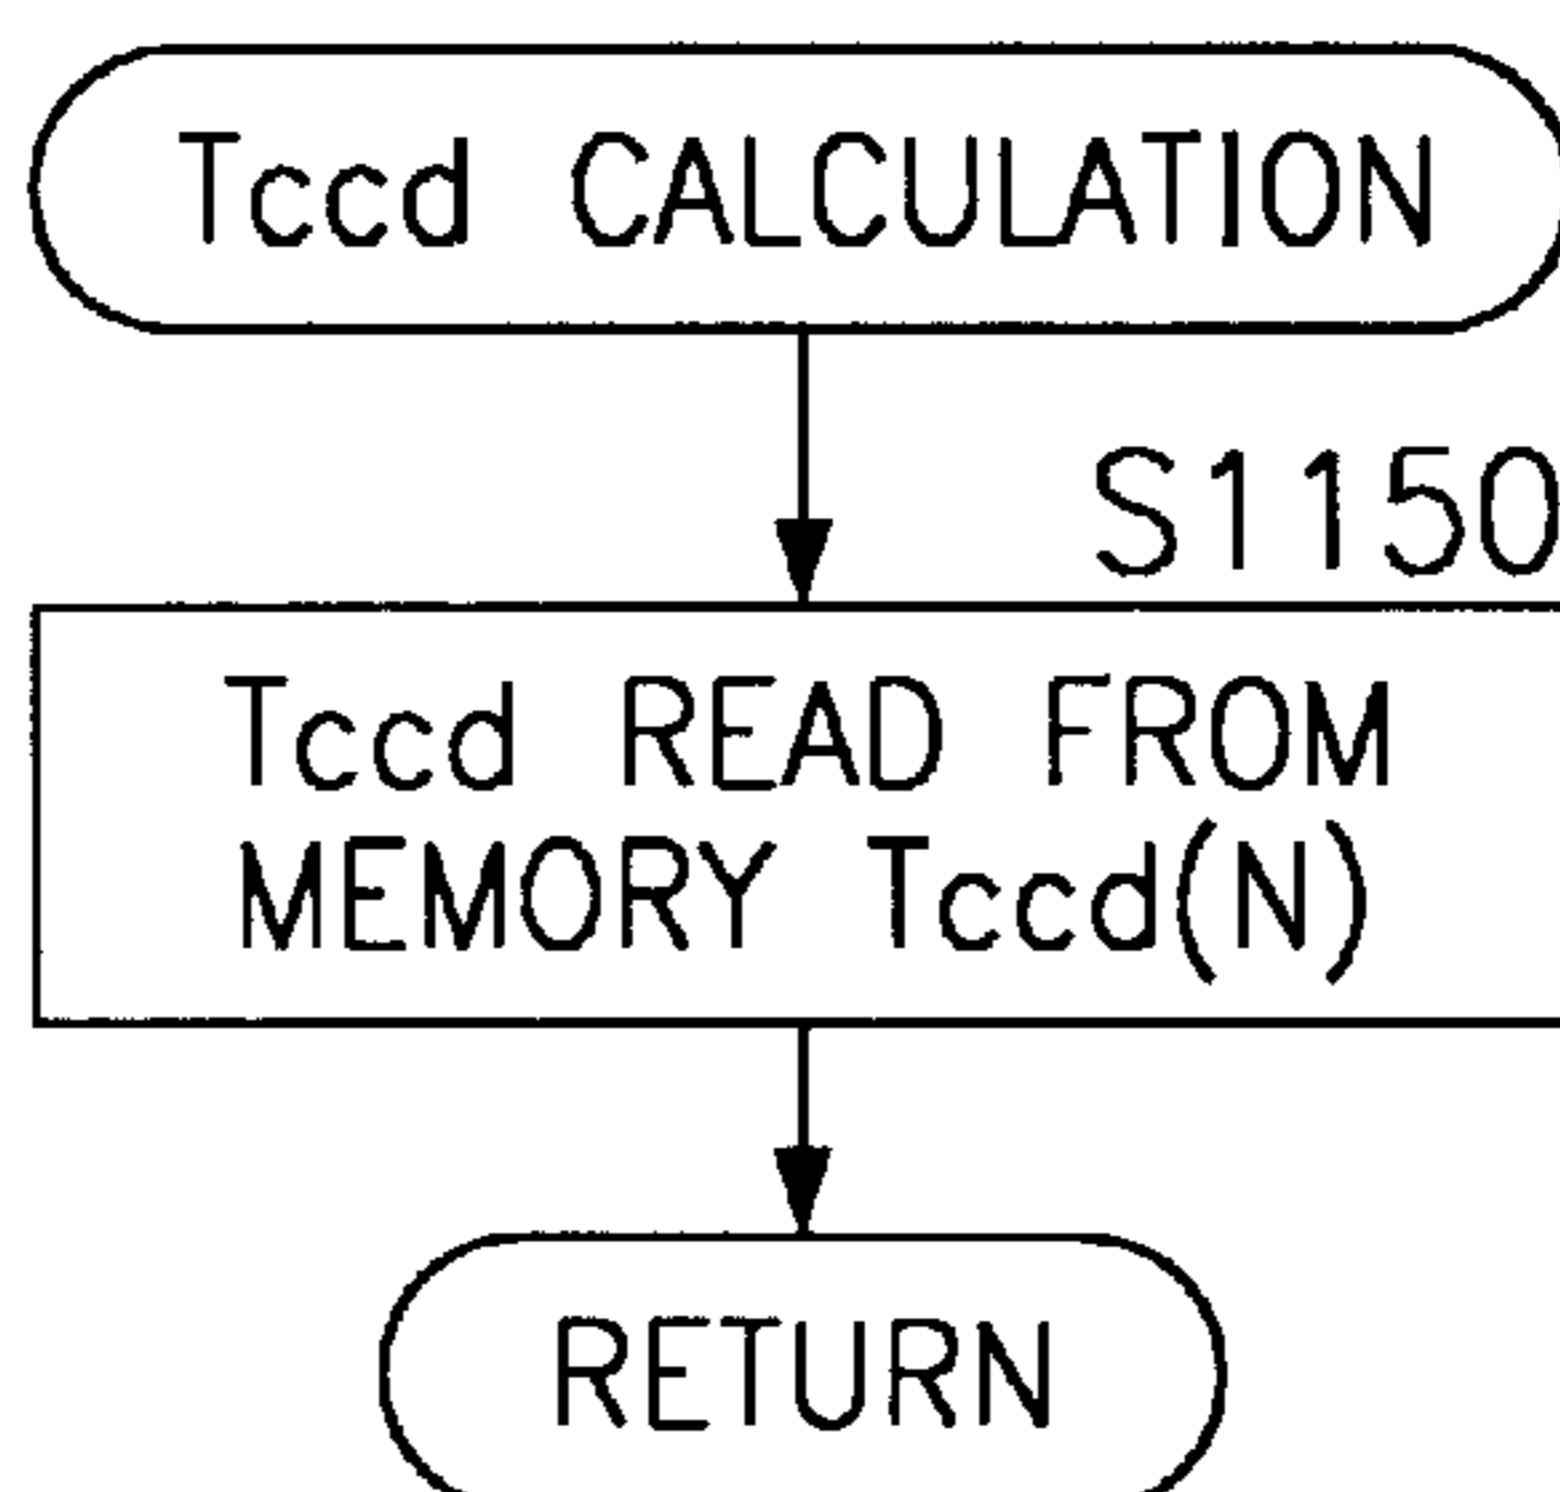 Tccd CALCULATION
S1150
Tccd READ FROM
MEMORY Tccd(N)
RETURN